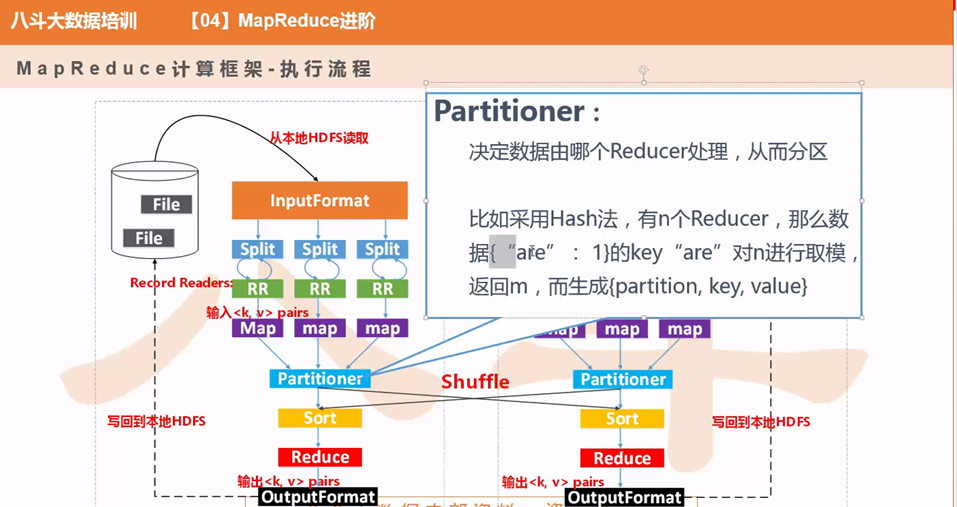 八斗大数据培训 【04】MapReduce进阶
MapReduce计算框架-执行流程
Partitioner：
决定数据由哪个Reducer处理，从而分区
比如采用Hash法，有n个Reducer，那么数
据{“are”：1}的key“are”对n进行取模，
返回m，而生成{partition, key, value}
从本地HDFS读取
File
File
InputFormat
Split Split Split
Record Readers:
RR RR RR
输入<k, v> pairs
Map map map
map map map
Partitioner
Shuffle
Partitioner
写回到本地HDFS
Sort
Sort
写回到本地HDFS
Reduce
Reduce
输出<k, v> pairs
输出<k, v> pairs
OutputFormat
OutputFormat